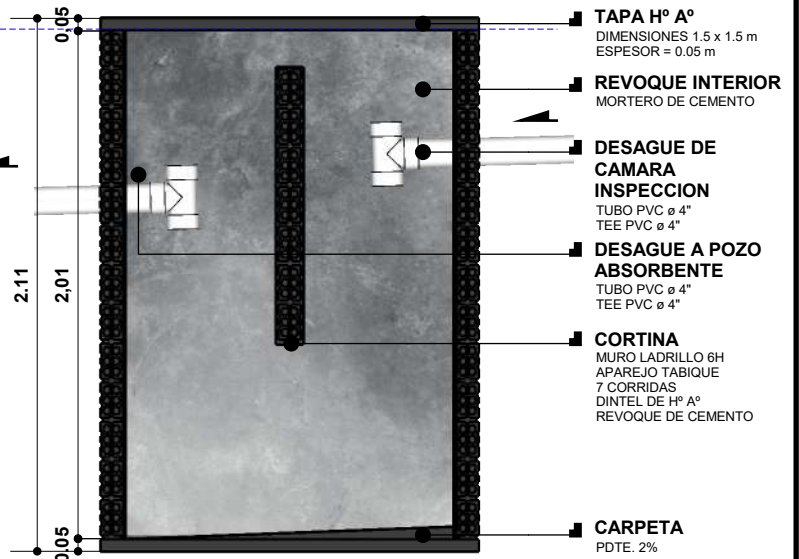 0,05
2.11
2,01
0.05
TAPA Hº Aº
DIMENSIONES 1.5 x 1.5 m
ESPESOR = 0.05 m
REVOQUE INTERIOR
MORTERO DE CEMENTO
DESAGUE DE
CAMARA
INSPECCION
TUBO PVC ø 4"
TEE PVC ø 4"
DESAGUE A POZO
ABSORBENTE
TUBO PVC ø 4"
TEE PVC ø 4"
CORTINA
MURO LADRILLO 6H
APAREJO TABIQUE
7 CORRIDAS
DINTEL DE Hº Aº
REVOQUE DE CEMENTO
CARPETA
PDTE. 2%